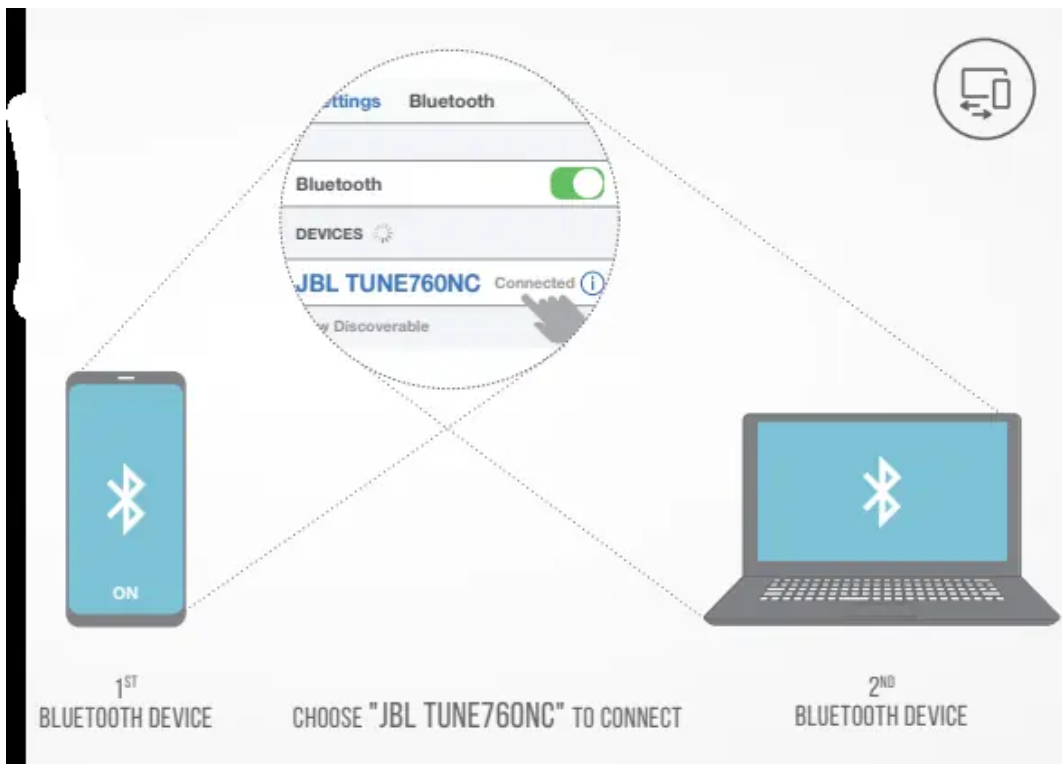 ettings Bluetooth
Bluetooth
DEVICES
JBL TUNE760NC Connected
Discoverable
ON
1ST
BLUETOOTH DEVICE
CHOOSE "JBL TUNE760NC" TO CONNECT
2ND
BLUETOOTH DEVICE